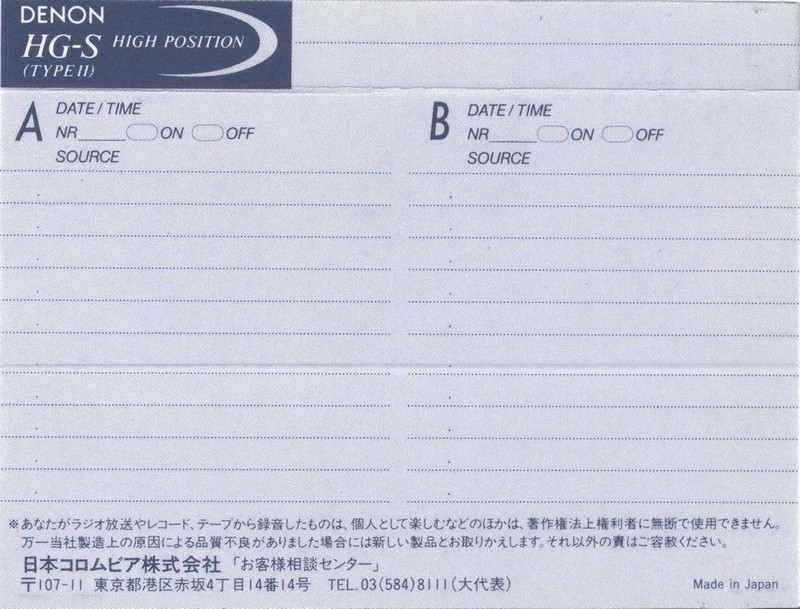 DENON
HG-S HIGH POSITION
(TYPE II)
A DATE/TIME
NR______ ON OFF
SOURCE
B DATE/TIME
NR______ ON OFF
SOURCE
※あなたがラジオ放送やレコード、テープから録音したものは、個人として楽しむなどのほかは、著作権法上権利者に無断で使用できません。
万一当社製造上の原因による品質不良がありました場合には新しい製品とお取りかえします。それ以外の責はご容赦ください。
日本コロムビア株式会社「お客様相談センター」
〒107-11 東京都港区赤坂4丁目14番14号 TEL.03(584)8111(大代表)
Made in Japan